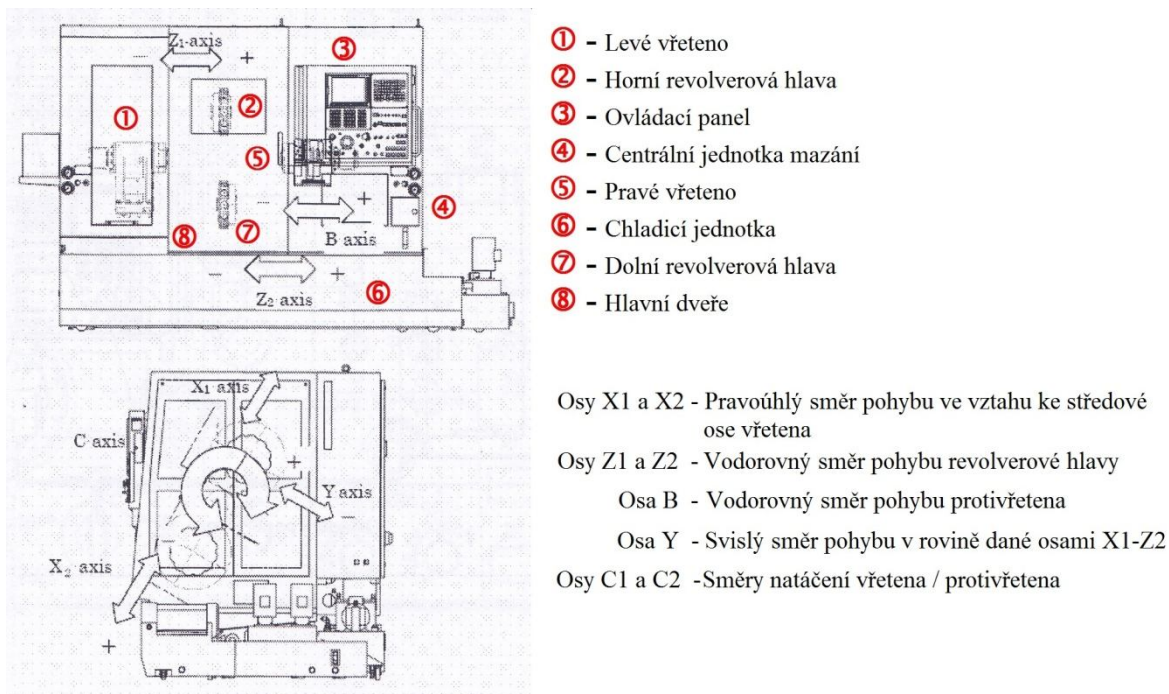 Z₁-axis
− +
③
① - Levé vřeteno
② - Horní revolverová hlava
③ - Ovládací panel
④ - Centrální jednotka mazání
⑤ - Pravé vřeteno
⑥ - Chladicí jednotka
⑦ - Dolní revolverová hlava
⑧ - Hlavní dveře
②
①
⑤
− +
④
⑧ ⑦
B axis
− +
Z₂ axis
⑥
X₁ axis
C axis
+
Y axis
−
−
X₂ axis
+
Osy X1 a X2 - Pravoúhlý směr pohybu ve vztahu ke středové
ose vřetena
Osy Z1 a Z2 - Vodorovný směr pohybu revolverové hlavy
Osa B - Vodorovný směr pohybu protivřetena
Osa Y - Svislý směr pohybu v rovině dané osami X1-Z2
Osy C1 a C2 -Směry natáčení vřetena / protivřetena